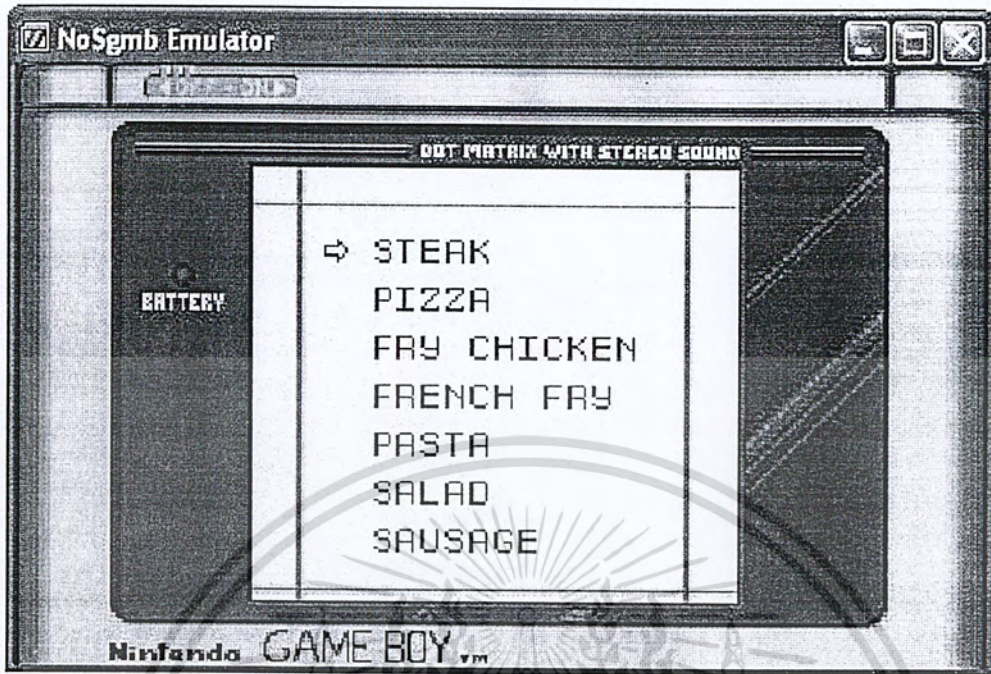 NoSgmb Emulator
DOT MATRIX WITH STEREO SOUND
⇨ STEAK
PIZZA
FRY CHICKEN
FRENCH FRY
PASTA
SALAD
SAUSAGE
BATTERY
Nintendo GAME BOY TM